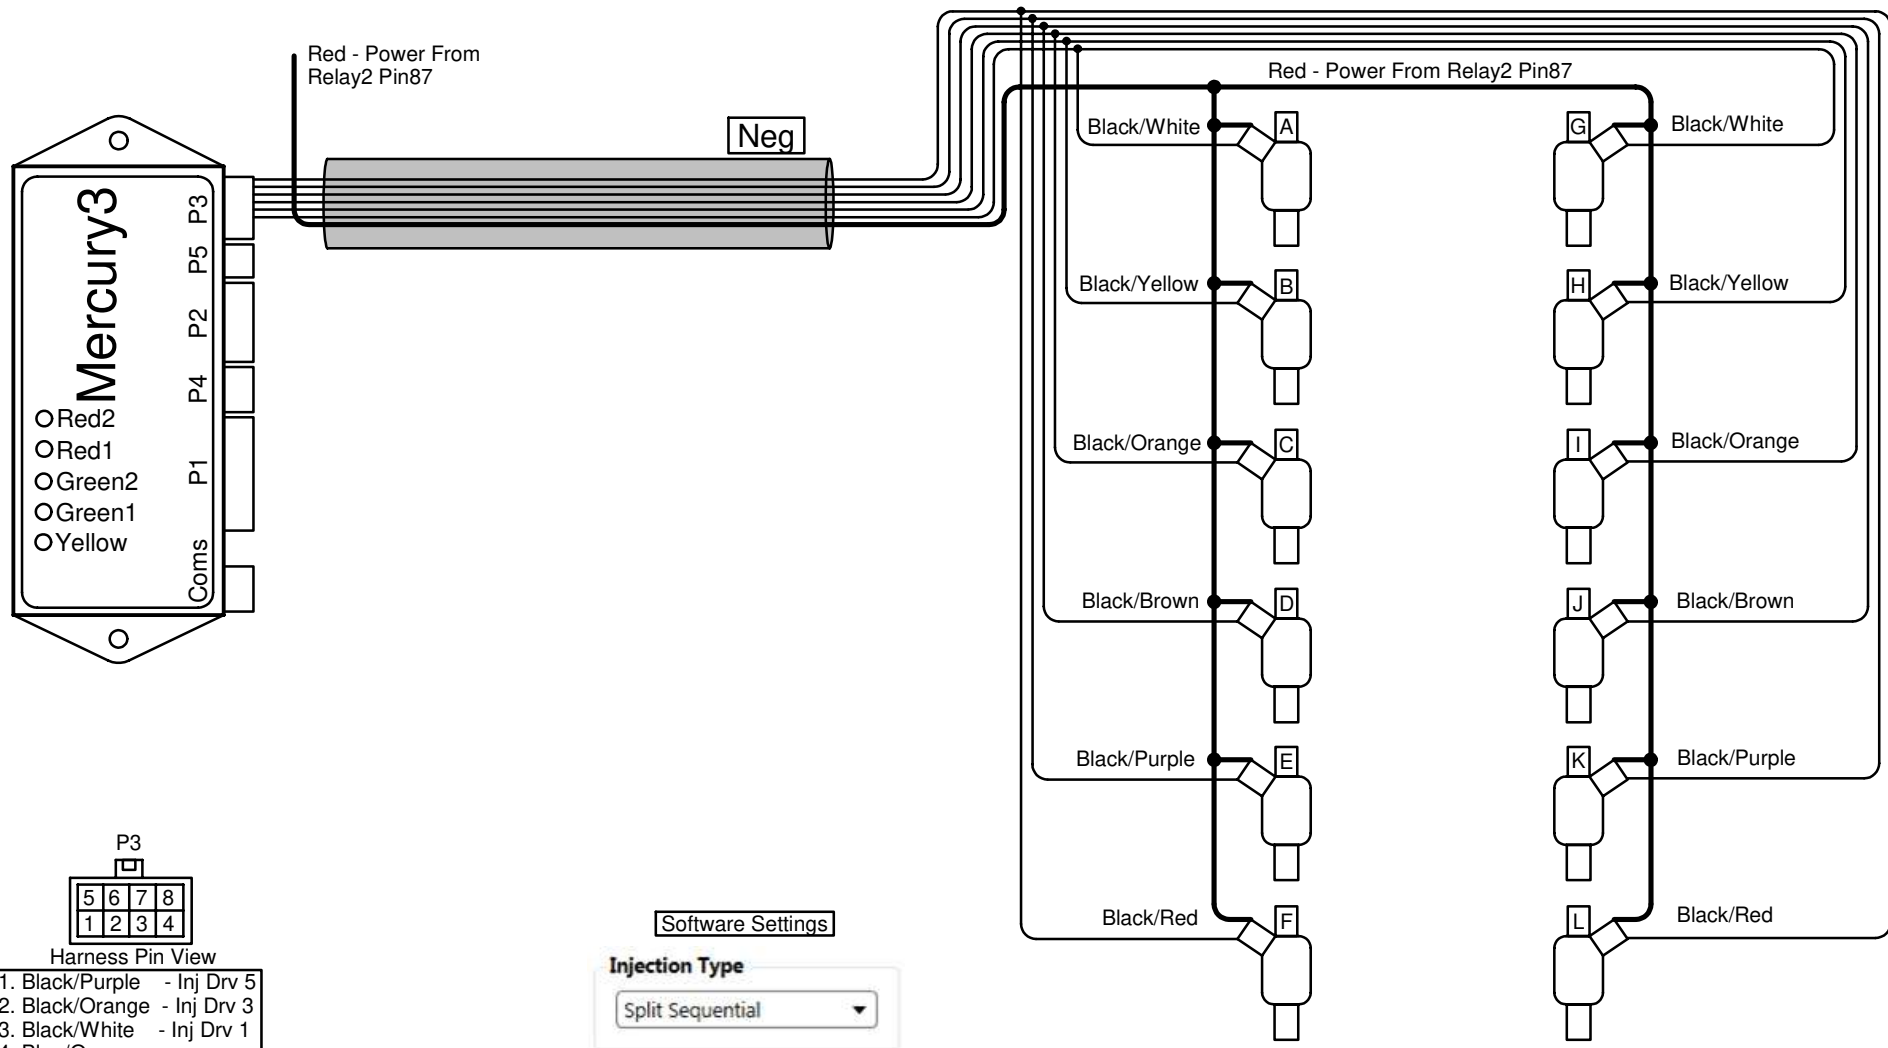 Red - Power From
Relay2 Pin87
Neg
Red - Power From Relay2 Pin87
Mercury3
P3
P5
P2
P4
P1
Coms
Red2
Red1
Green2
Green1
Yellow
Black/White
A
G
Black/White
Black/Yellow
B
H
Black/Yellow
Black/Orange
C
I
Black/Orange
Black/Brown
D
J
Black/Brown
Black/Purple
E
K
Black/Purple
Black/Red
F
L
Black/Red
P3
5 6 7 8
1 2 3 4
Harness Pin View
1. Black/Purple - Inj Drv 5
2. Black/Orange - Inj Drv 3
3. Black/White - Inj Drv 1
Software Settings
Injection Type
Split Sequential